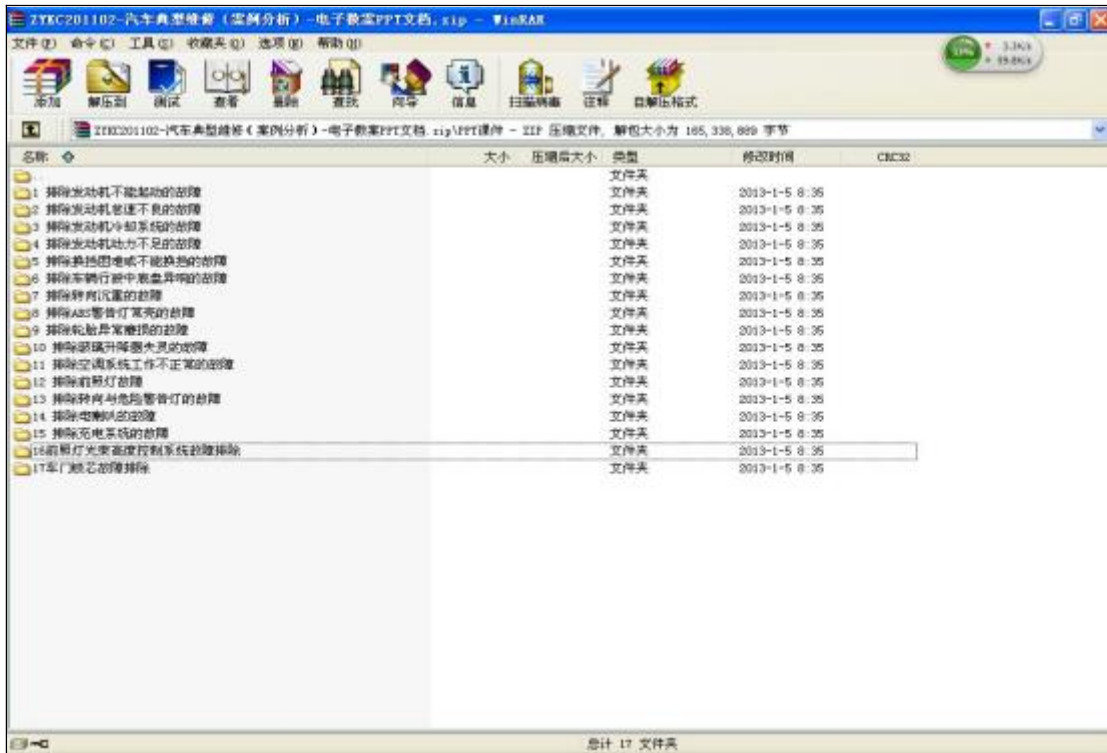 ZYKC201102-汽车典型维修(案例分析)-电子教案PPT文档.zip - WinRAR
文件(F) 命令(C) 工具(S) 收藏夹(O) 选项(N) 帮助(H)
添加 解压到 测试 查看 删除 查找 向导 信息 扫描病毒 注释 自解压格式
ZYKC201102-汽车典型维修(案例分析)-电子教案PPT文档.zip\PPT课件 - ZIP 压缩文件, 解包大小为 165,338,889 字节
名称 大小 压缩后大小 类型 修改时间 CRC32
.. 文件夹
1 排除发动机不能起动的故障 文件夹 2013-1-5 8:35
2 排除发动机怠速不良的故障 文件夹 2013-1-5 8:35
3 排除发动机冷却系统的故障 文件夹 2013-1-5 8:35
4 排除发动机动力不足的故障 文件夹 2013-1-5 8:35
5 排除换挡困难或不能换挡的故障 文件夹 2013-1-5 8:35
6 排除车辆行驶中底盘异响的故障 文件夹 2013-1-5 8:35
7 排除转向沉重的故障 文件夹 2013-1-5 8:35
8 排除ABS警告灯常亮的故障 文件夹 2013-1-5 8:35
9 排除轮胎异常磨损的故障 文件夹 2013-1-5 8:35
10 排除玻璃升降器失灵的故障 文件夹 2013-1-5 8:35
11 排除空调系统工作不正常的故障 文件夹 2013-1-5 8:35
12 排除前照灯故障 文件夹 2013-1-5 8:35
13 排除转向与危险警告灯的故障 文件夹 2013-1-5 8:35
14 排除电喇叭的故障 文件夹 2013-1-5 8:35
15 排除充电系统的故障 文件夹 2013-1-5 8:35
16前照灯光束高度控制系统故障排除 文件夹 2013-1-5 8:35
17车门锁芯故障排除 文件夹 2013-1-5 8:35
总计 17 文件夹